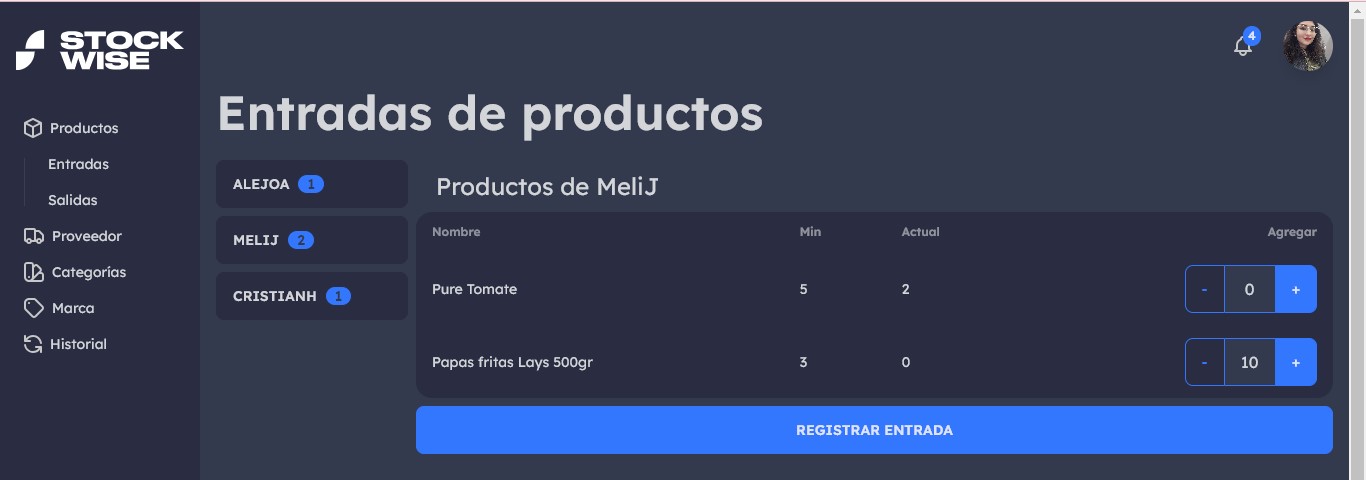 STOCK
WISE
4
Productos
Entradas
Salidas
Proveedor
Categorías
Marca
Historial
Entradas de productos
ALEJOA 1
MELIJ 2
CRISTIANH 1
Productos de MeliJ
Nombre Min Actual Agregar
Pure Tomate 5 2 - 0 +
Papas fritas Lays 500gr 3 0 - 10 +
REGISTRAR ENTRADA